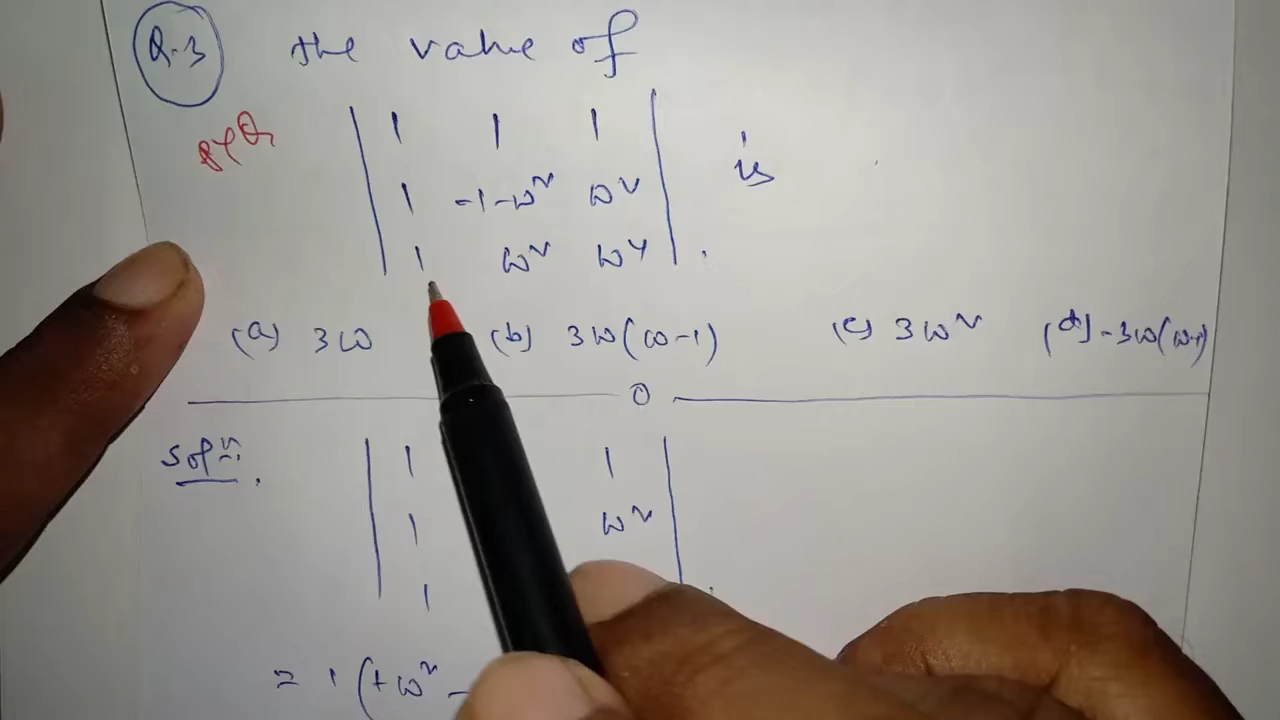 Q.3 the value of
PYQ
| 1 1 1 |
| 1 -1-ω² ω² | is
| 1 ω² ω⁴ | .
(a) 3ω (b) 3ω(ω-1) (c) 3ω² (d) -3ω(ω-1)
0
Solⁿ: .
| 1 1 |
| 1 ω² |
| 1 | .
= 1 (+ω² -